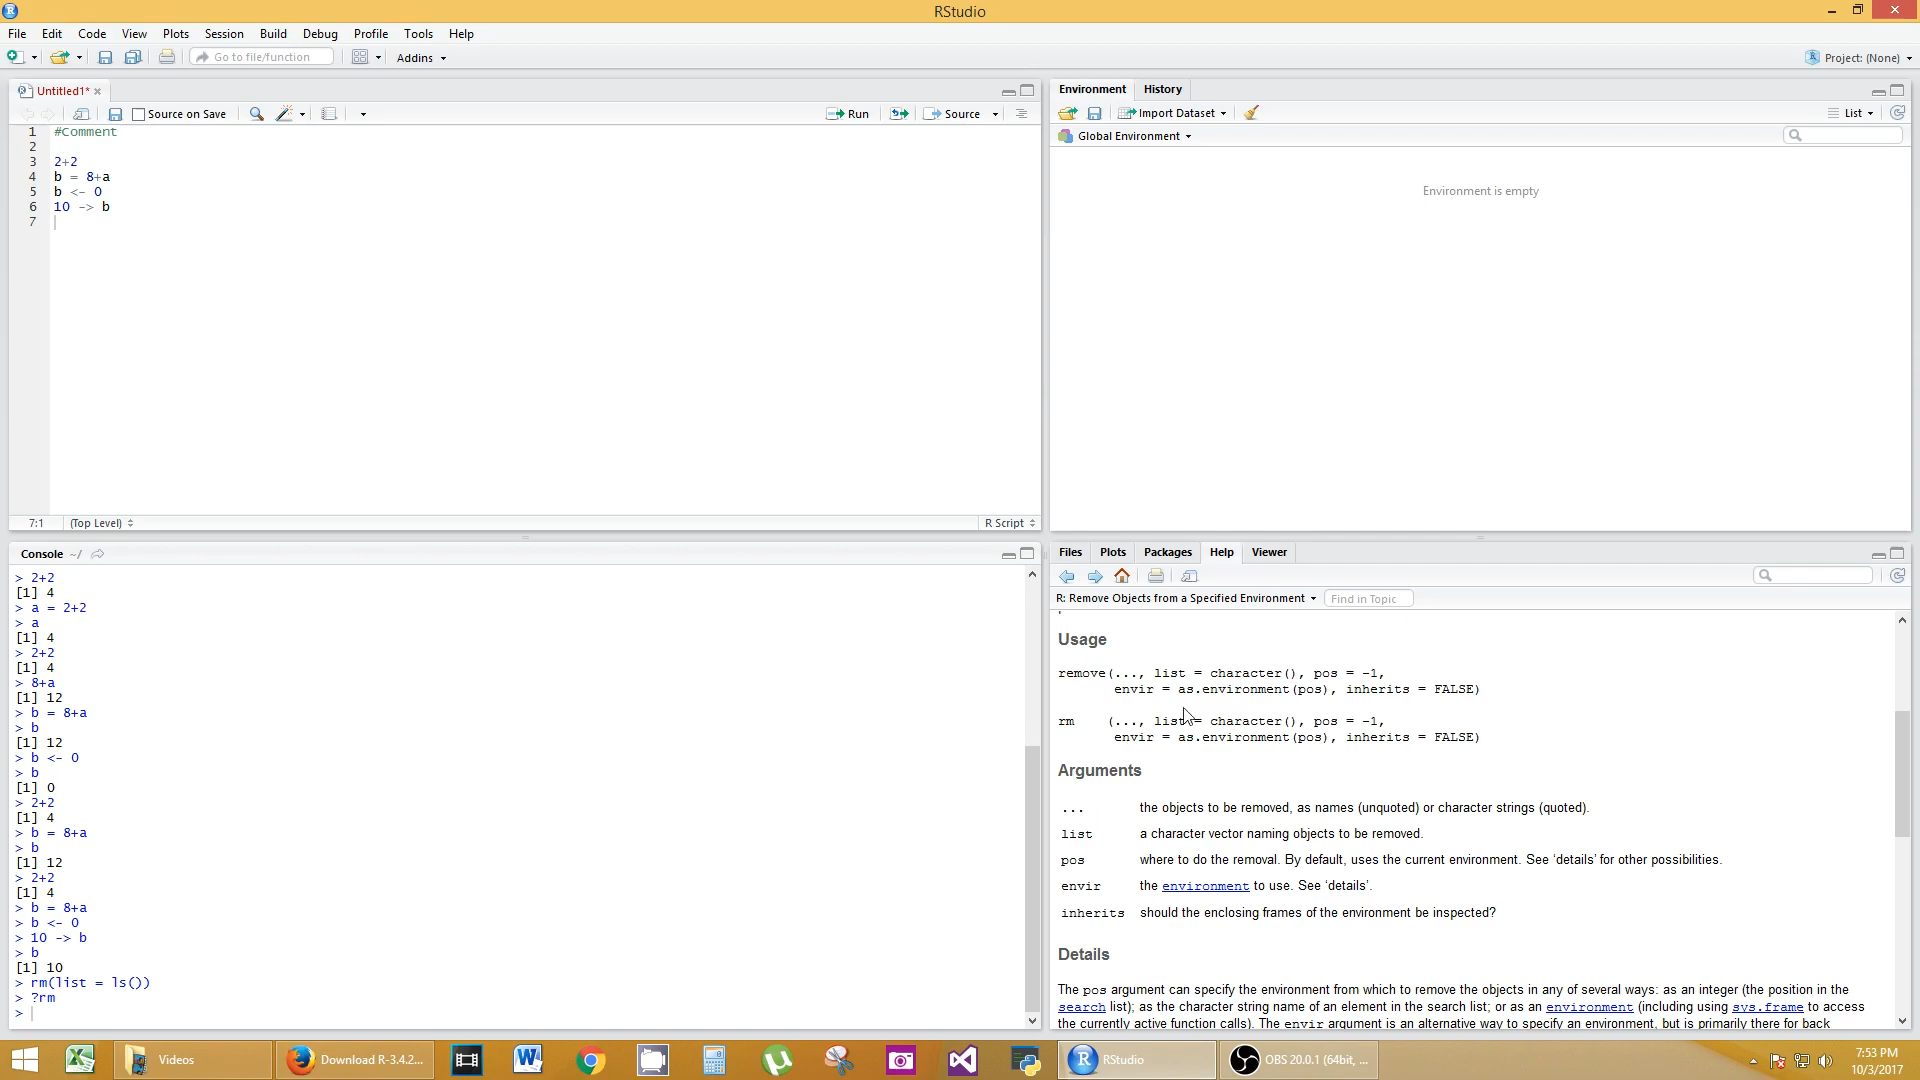 RStudio
File Edit Code View Plots Session Build Debug Profile Tools Help
Go to file/function Addins Project: (None)
Untitled1*
Source on Save Run Source
1 #Comment
2
3 2+2
4 b = 8+a
5 b <- 0
6 10 -> b
7
7:1 (Top Level) R Script
Environment History
Import Dataset List
Global Environment
Environment is empty
Console ~/
> 2+2
[1] 4
> a = 2+2
> a
[1] 4
> 2+2
[1] 4
> 8+a
[1] 12
> b = 8+a
> b
[1] 12
> b <- 0
> b
[1] 0
> 2+2
[1] 4
> b = 8+a
> b
[1] 12
> 2+2
[1] 4
> b = 8+a
> b <- 0
> 10 -> b
> b
[1] 10
> rm(list = ls())
> ?rm
>
Files Plots Packages Help Viewer
R: Remove Objects from a Specified Environment Find in Topic
Usage
remove(..., list = character(), pos = -1,
envir = as.environment(pos), inherits = FALSE)
rm (..., list = character(), pos = -1,
envir = as.environment(pos), inherits = FALSE)
Arguments
... the objects to be removed, as names (unquoted) or character strings (quoted).
list a character vector naming objects to be removed.
pos where to do the removal. By default, uses the current environment. See ‘details’ for other possibilities.
envir the environment to use. See ‘details’.
inherits should the enclosing frames of the environment be inspected?
Details
The pos argument can specify the environment from which to remove the objects in any of several ways: as an integer (the position in the
search list); as the character string name of an element in the search list; or as an environment (including using sys.frame to access
the currently active function calls). The envir argument is an alternative way to specify an environment, but is primarily there for back
Videos Download R-3.4.2... RStudio OBS 20.0.1 (64bit, ...
7:53 PM
10/3/2017